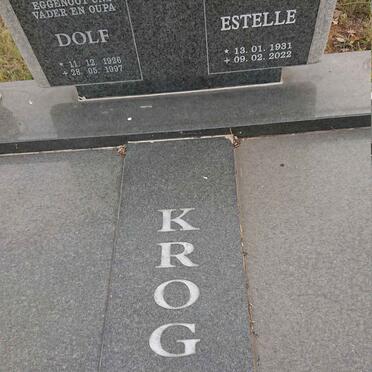 EGGENOOT
VADER EN OUPA
DOLF
* 11. 12. 1926
+ 28. 05. 1997
ESTELLE
* 13. 01. 1931
+ 09. 02. 2022
K
R
O
G